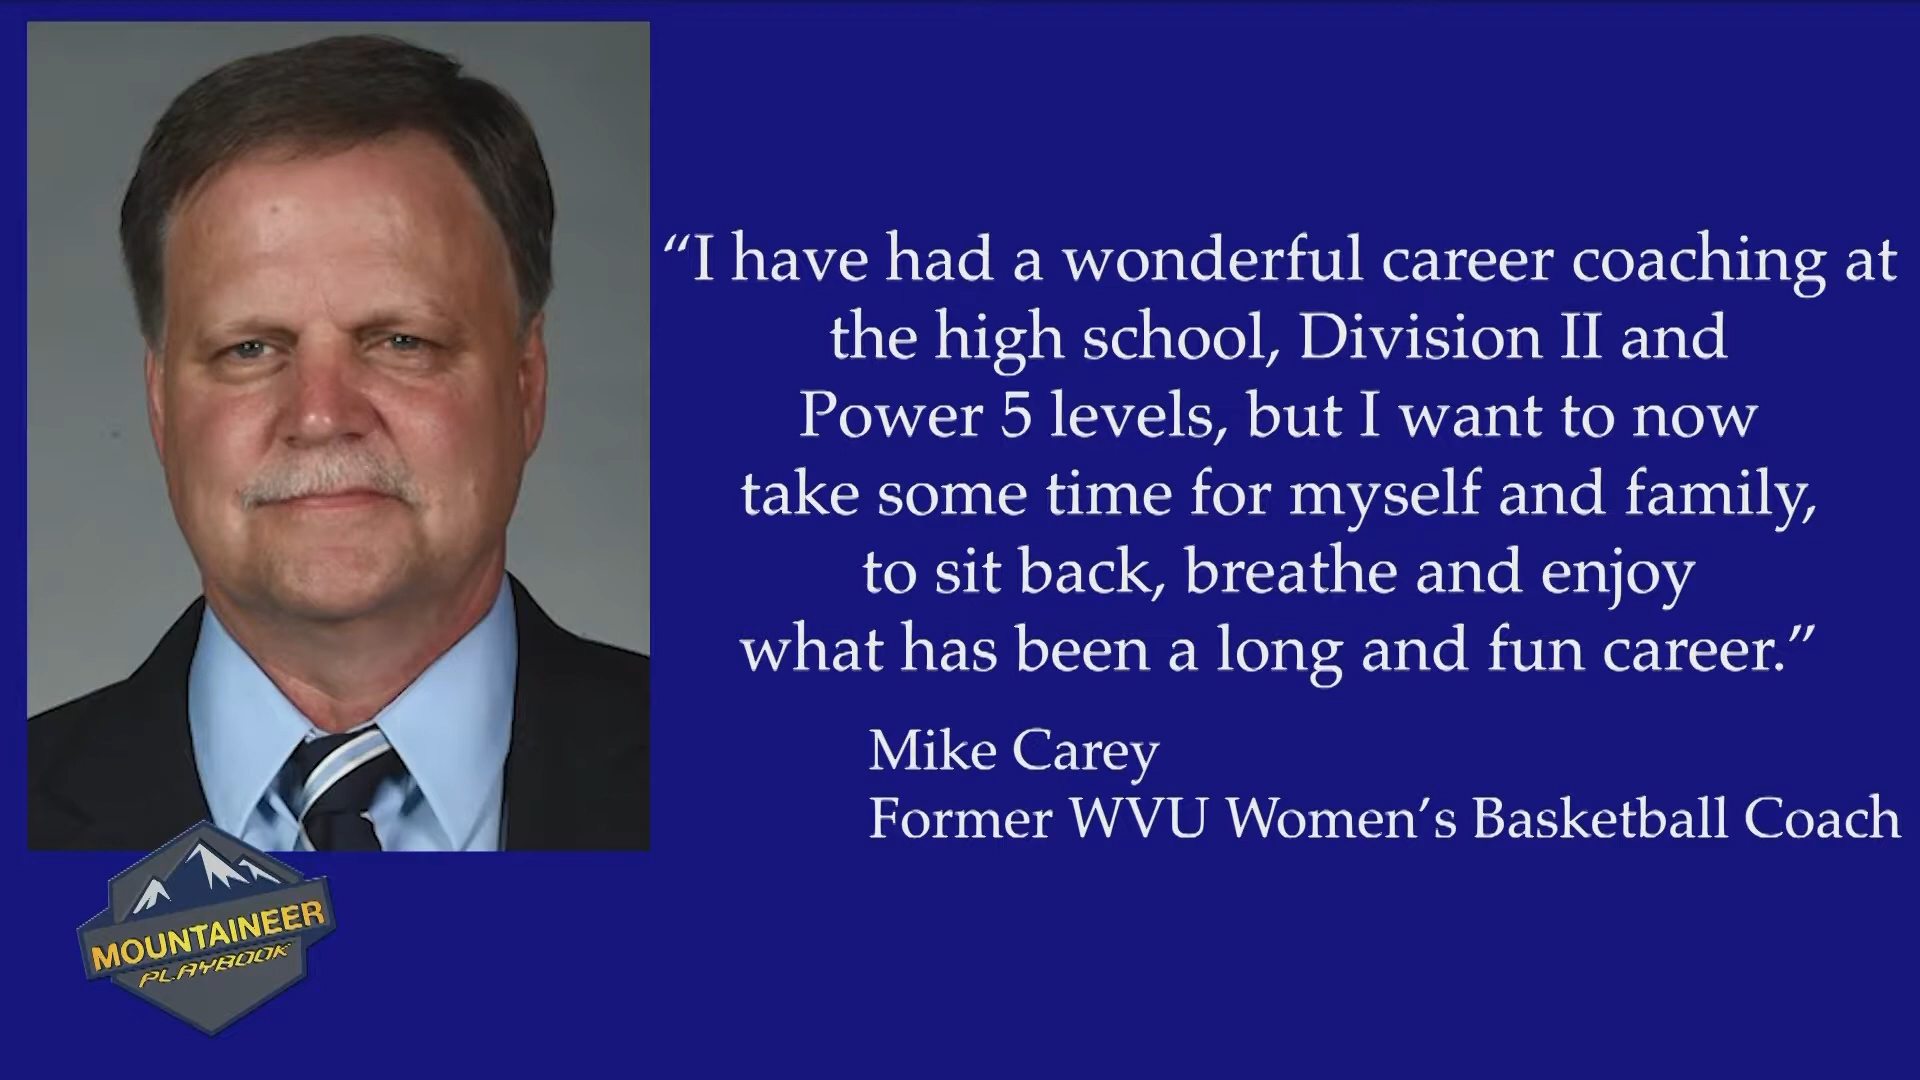 “I have had a wonderful career coaching at
the high school, Division II and
Power 5 levels, but I want to now
take some time for myself and family,
to sit back, breathe and enjoy
what has been a long and fun career.”
Mike Carey
Former WVU Women’s Basketball Coach
MOUNTAINEER
PLAYBOOK